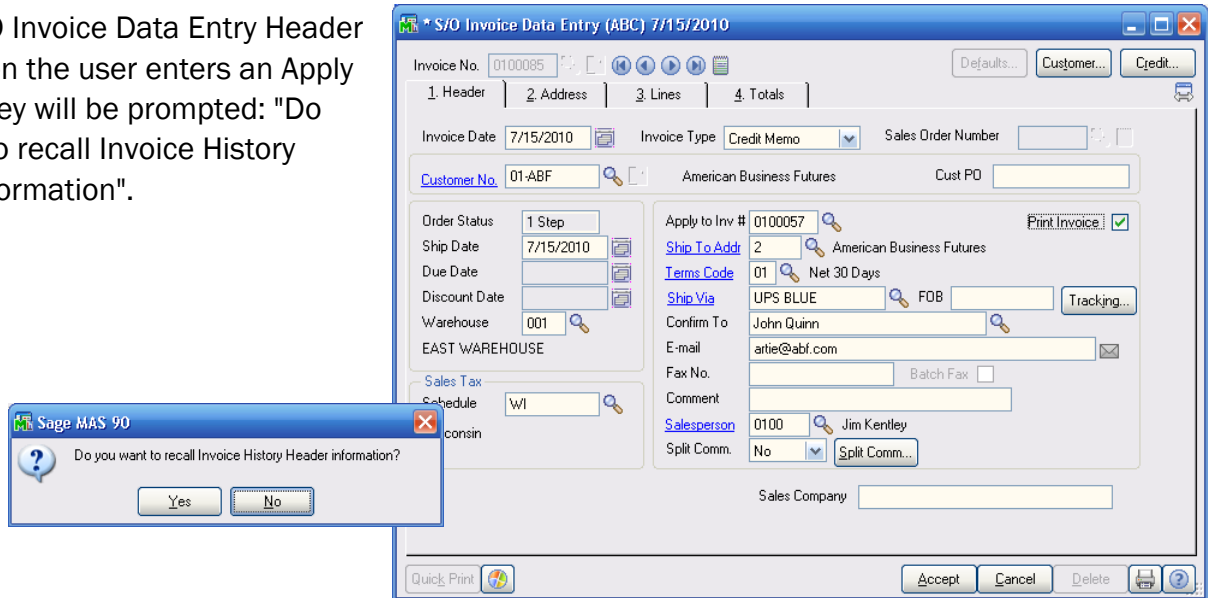 O Invoice Data Entry Header
n the user enters an Apply
ey will be prompted: "Do
o recall Invoice History
ormation".
* S/O Invoice Data Entry (ABC) 7/15/2010
Invoice No. 0100085 Defaults... Customer... Credit...
1. Header 2. Address 3. Lines 4. Totals
Invoice Date 7/15/2010 Invoice Type Credit Memo Sales Order Number
Customer No. 01-ABF American Business Futures Cust PO
Order Status 1 Step Apply to Inv # 0100057 Print Invoice
Ship Date 7/15/2010 Ship To Addr 2 American Business Futures
Due Date Terms Code 01 Net 30 Days
Discount Date Ship Via UPS BLUE FOB Tracking...
Warehouse 001 Confirm To John Quinn
EAST WAREHOUSE E-mail artie@abf.com
Fax No. Batch Fax
Sales Tax
Schedule WI Comment
consin Salesperson 0100 Jim Kentley
Split Comm. No Split Comm...
Sales Company
Sage MAS 90
Do you want to recall Invoice History Header information?
Yes No
Quick Print Accept Cancel Delete